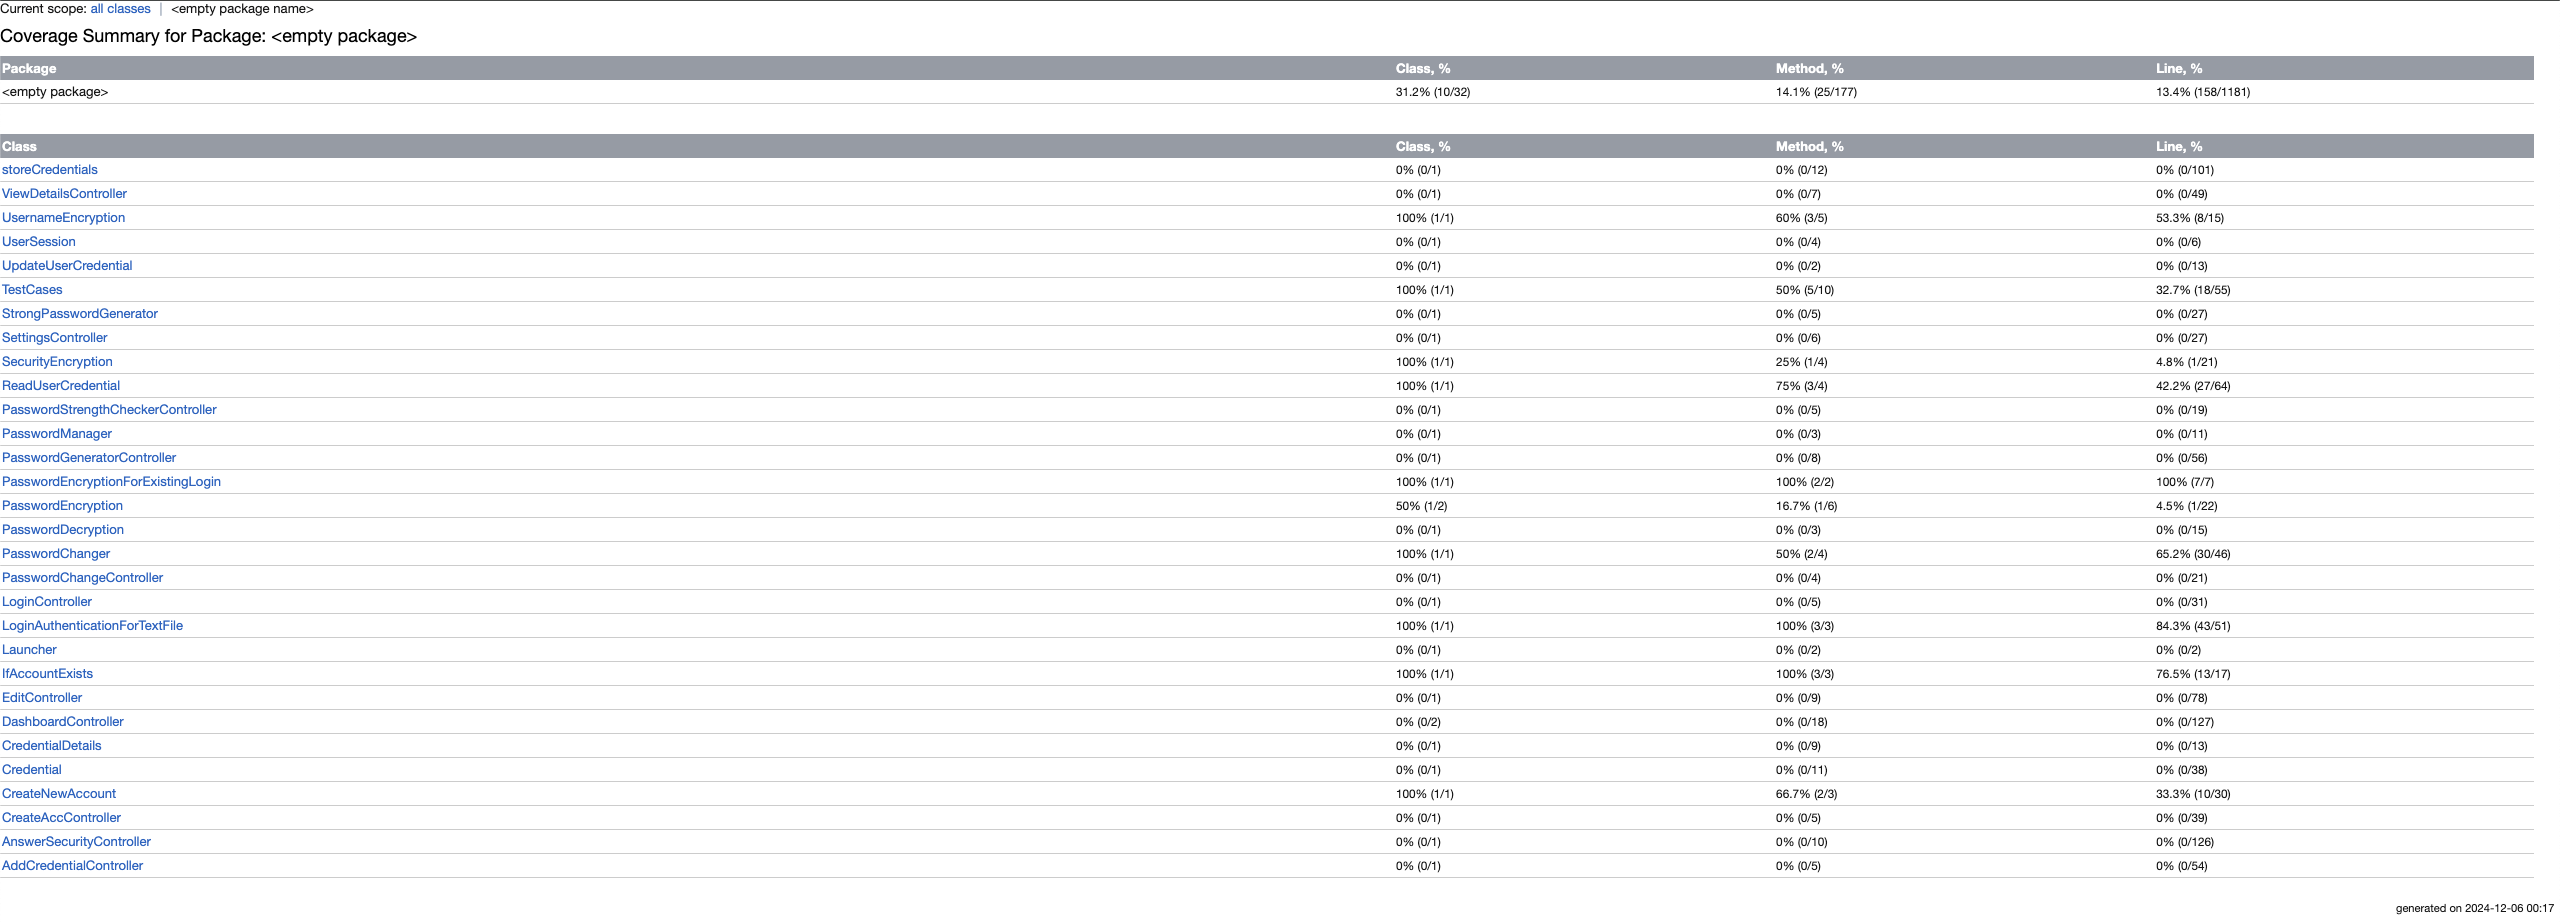 Current scope: all classes | <empty package name>
Coverage Summary for Package: <empty package>
Package Class, % Method, % Line, %
<empty package> 31.2% (10/32) 14.1% (25/177) 13.4% (158/1181)
Class Class, % Method, % Line, %
storeCredentials 0% (0/1) 0% (0/12) 0% (0/101)
ViewDetailsController 0% (0/1) 0% (0/7) 0% (0/49)
UsernameEncryption 100% (1/1) 60% (3/5) 53.3% (8/15)
UserSession 0% (0/1) 0% (0/4) 0% (0/6)
UpdateUserCredential 0% (0/1) 0% (0/2) 0% (0/13)
TestCases 100% (1/1) 50% (5/10) 32.7% (18/55)
StrongPasswordGenerator 0% (0/1) 0% (0/5) 0% (0/27)
SettingsController 0% (0/1) 0% (0/6) 0% (0/27)
SecurityEncryption 100% (1/1) 25% (1/4) 4.8% (1/21)
ReadUserCredential 100% (1/1) 75% (3/4) 42.2% (27/64)
PasswordStrengthCheckerController 0% (0/1) 0% (0/5) 0% (0/19)
PasswordManager 0% (0/1) 0% (0/3) 0% (0/11)
PasswordGeneratorController 0% (0/1) 0% (0/8) 0% (0/56)
PasswordEncryptionForExistingLogin 100% (1/1) 100% (2/2) 100% (7/7)
PasswordEncryption 50% (1/2) 16.7% (1/6) 4.5% (1/22)
PasswordDecryption 0% (0/1) 0% (0/3) 0% (0/15)
PasswordChanger 100% (1/1) 50% (2/4) 65.2% (30/46)
PasswordChangeController 0% (0/1) 0% (0/4) 0% (0/21)
LoginController 0% (0/1) 0% (0/5) 0% (0/31)
LoginAuthenticationForTextFile 100% (1/1) 100% (3/3) 84.3% (43/51)
Launcher 0% (0/1) 0% (0/2) 0% (0/2)
IfAccountExists 100% (1/1) 100% (3/3) 76.5% (13/17)
EditController 0% (0/1) 0% (0/9) 0% (0/78)
DashboardController 0% (0/2) 0% (0/18) 0% (0/127)
CredentialDetails 0% (0/1) 0% (0/9) 0% (0/13)
Credential 0% (0/1) 0% (0/11) 0% (0/38)
CreateNewAccount 100% (1/1) 66.7% (2/3) 33.3% (10/30)
CreateAccController 0% (0/1) 0% (0/5) 0% (0/39)
AnswerSecurityController 0% (0/1) 0% (0/10) 0% (0/126)
AddCredentialController 0% (0/1) 0% (0/5) 0% (0/54)
generated on 2024-12-06 00:17